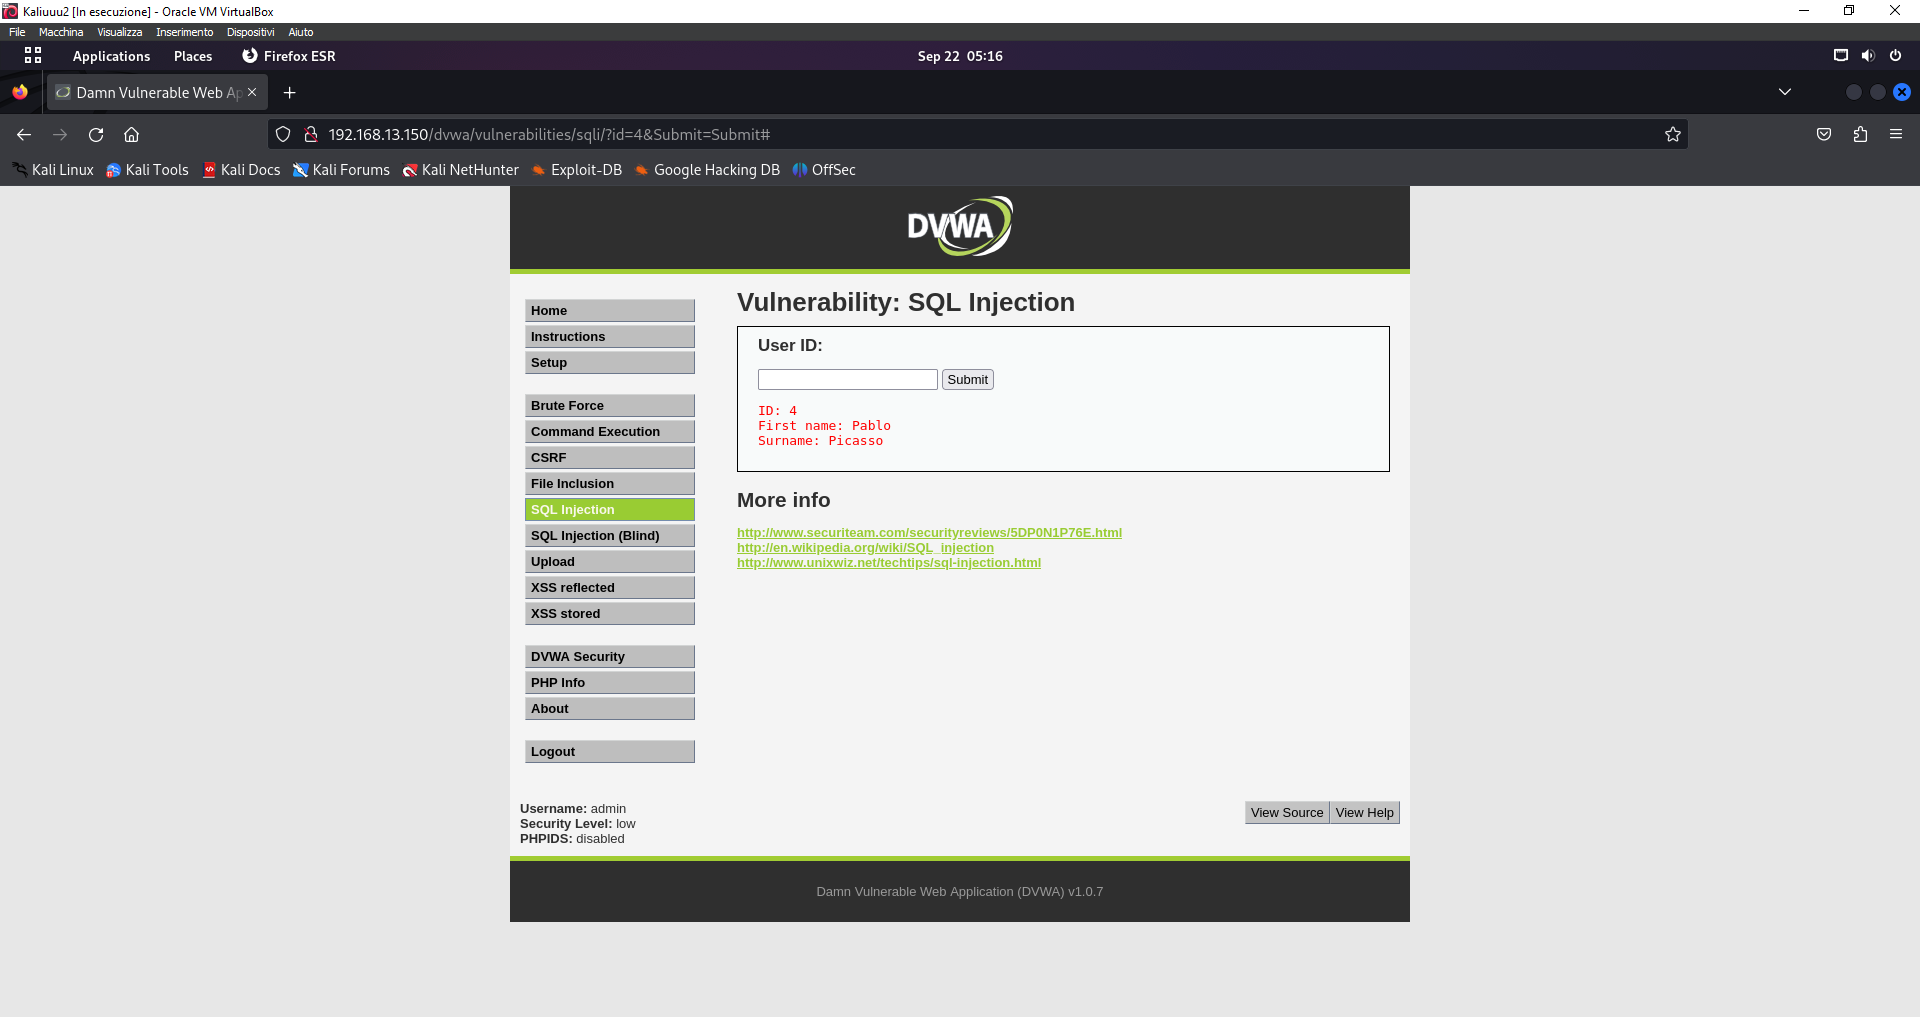 Kaliuuu2 [In esecuzione] - Oracle VM VirtualBox
File Macchina Visualizza Inserimento Dispositivi Aiuto
Applications Places Firefox ESR Sep 22 05:16
Damn Vulnerable Web Ap
192.168.13.150/dvwa/vulnerabilities/sqli/?id=4&Submit=Submit#
Kali Linux Kali Tools Kali Docs Kali Forums Kali NetHunter Exploit-DB Google Hacking DB OffSec
DVWA
Home
Instructions
Setup
Brute Force
Command Execution
CSRF
File Inclusion
SQL Injection
SQL Injection (Blind)
Upload
XSS reflected
XSS stored
DVWA Security
PHP Info
About
Logout
Vulnerability: SQL Injection
User ID:
Submit
ID: 4
First name: Pablo
Surname: Picasso
More info
http://www.securiteam.com/securityreviews/5DP0N1P76E.html
http://en.wikipedia.org/wiki/SQL_injection
http://www.unixwiz.net/techtips/sql-injection.html
Username: admin
Security Level: low
PHPIDS: disabled
View Source View Help
Damn Vulnerable Web Application (DVWA) v1.0.7